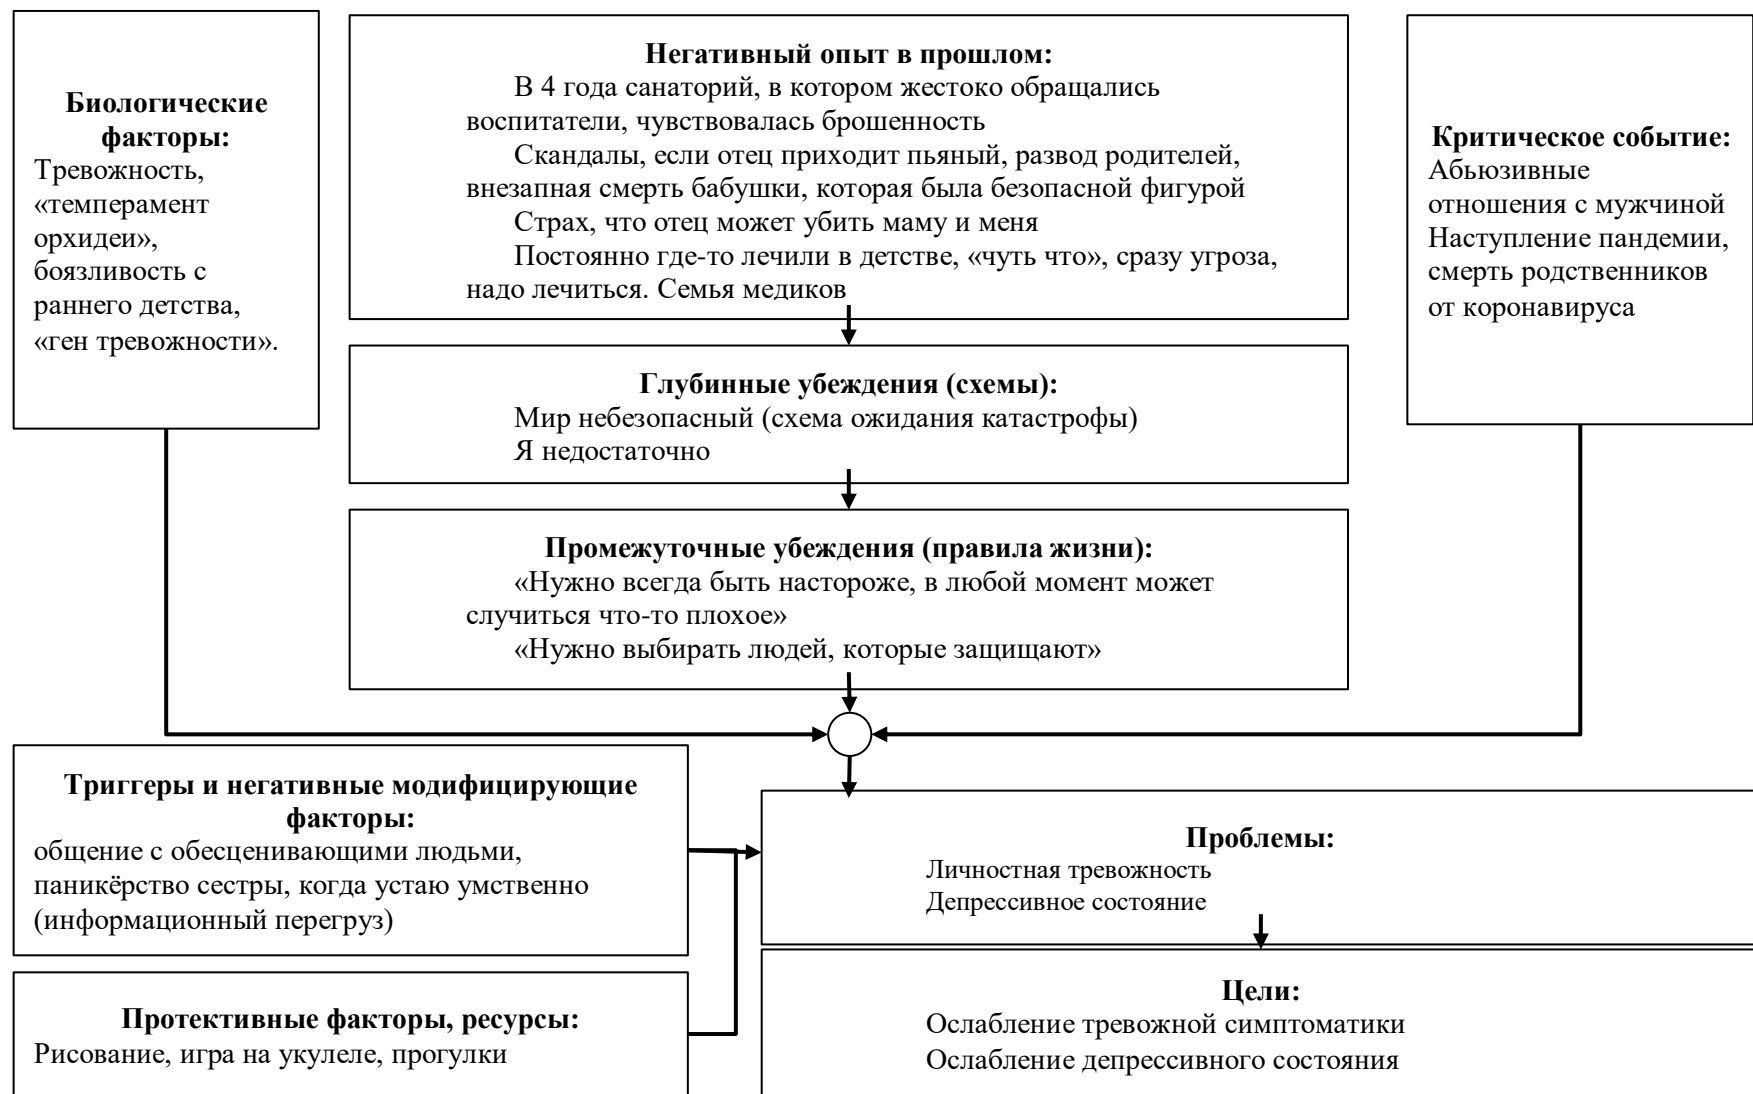 Биологические
факторы:
Тревожность,
«темперамент
орхидеи»,
боязливость с
раннего детства,
«ген тревожности».
Негативный опыт в прошлом:
В 4 года санаторий, в котором жестоко обращались
воспитатели, чувствовалась брошенность
Скандалы, если отец приходит пьяный, развод родителей,
внезапная смерть бабушки, которая была безопасной фигурой
Страх, что отец может убить маму и меня
Постоянно где-то лечили в детстве, «чуть что», сразу угроза,
надо лечиться. Семья медиков
Критическое событие:
Абьюзивные
отношения с мужчиной
Наступление пандемии,
смерть родственников
от коронавируса
Глубинные убеждения (схемы):
Мир небезопасный (схема ожидания катастрофы)
Я недостаточно
Промежуточные убеждения (правила жизни):
«Нужно всегда быть настороже, в любой момент может
случиться что-то плохое»
«Нужно выбирать людей, которые защищают»
Триггеры и негативные модифицирующие
факторы:
общение с обесценивающими людьми,
паникёрство сестры, когда устаю умственно
(информационный перегруз)
Проблемы:
Личностная тревожность
Депрессивное состояние
Протективные факторы, ресурсы:
Рисование, игра на укулеле, прогулки
Цели:
Ослабление тревожной симптоматики
Ослабление депрессивного состояния